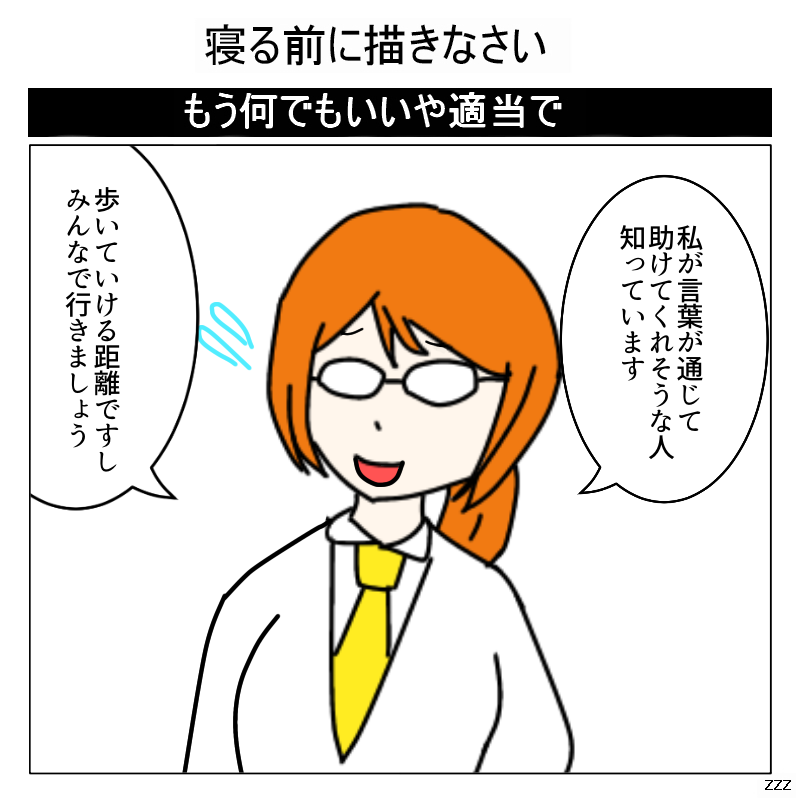 寝る前に描きなさい
もう何でもいいや適当で
私が言葉が通じて
助けてくれそうな人
知っています
歩いていける距離ですし
みんなで行きましょう
zzz